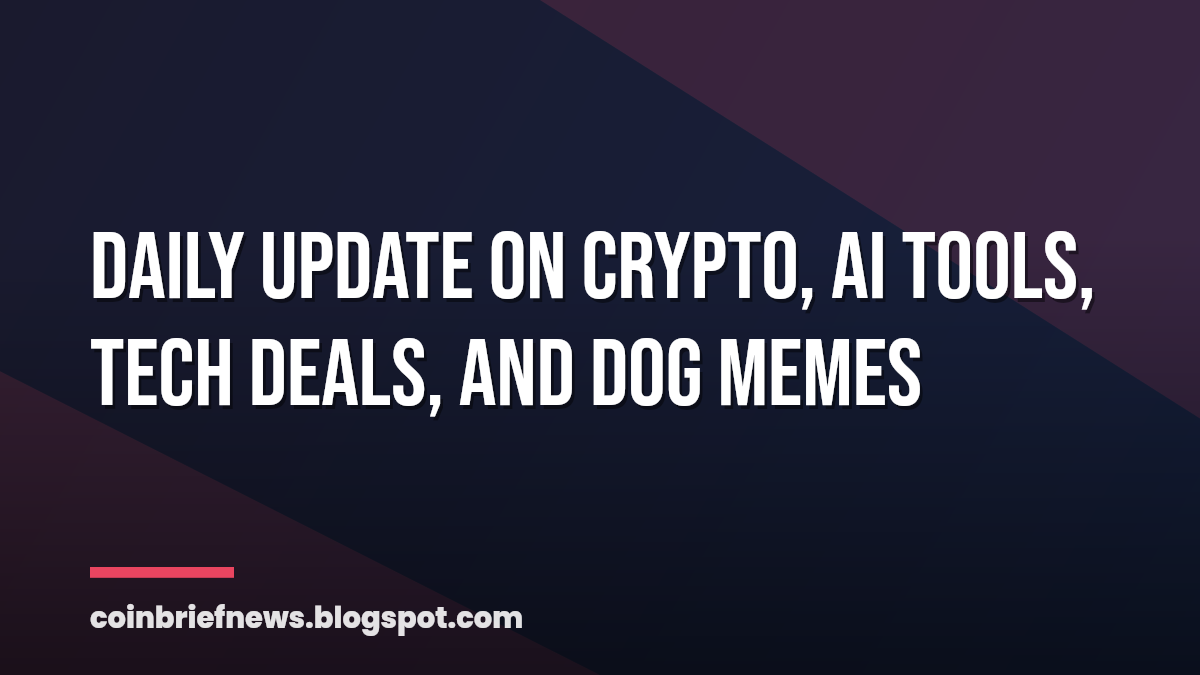 DAILY UPDATE ON CRYPTO, AI TOOLS,
TECH DEALS, AND DOG MEMES
coinbriefnews.blogspot.com